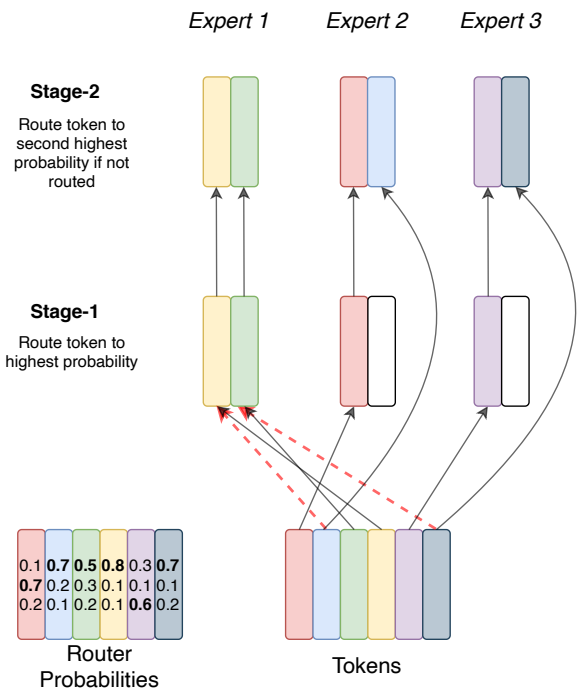 Expert 1 Expert 2 Expert 3
Stage-2
Route token to
second highest
probability if not
routed
Stage-1
Route token to
highest probability
0.1 0.7 0.5 0.8 0.3 0.7
0.7 0.2 0.3 0.1 0.1 0.1
0.2 0.1 0.2 0.1 0.6 0.2
Router
Probabilities
Tokens